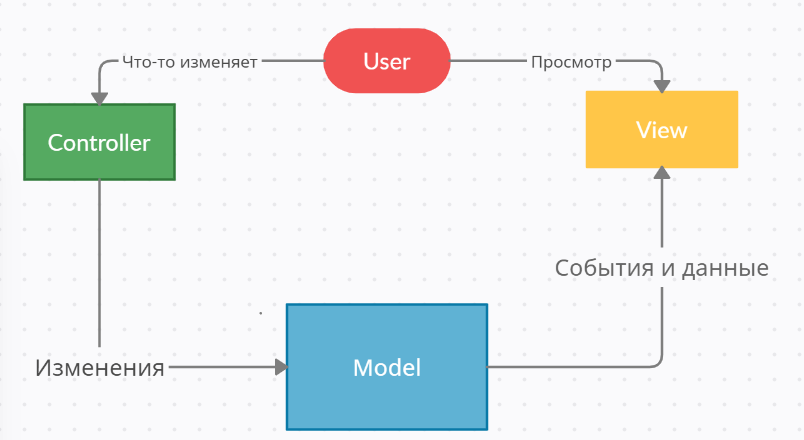 User
Что-то изменяет
Просмотр
Controller
View
События и данные
Изменения
Model